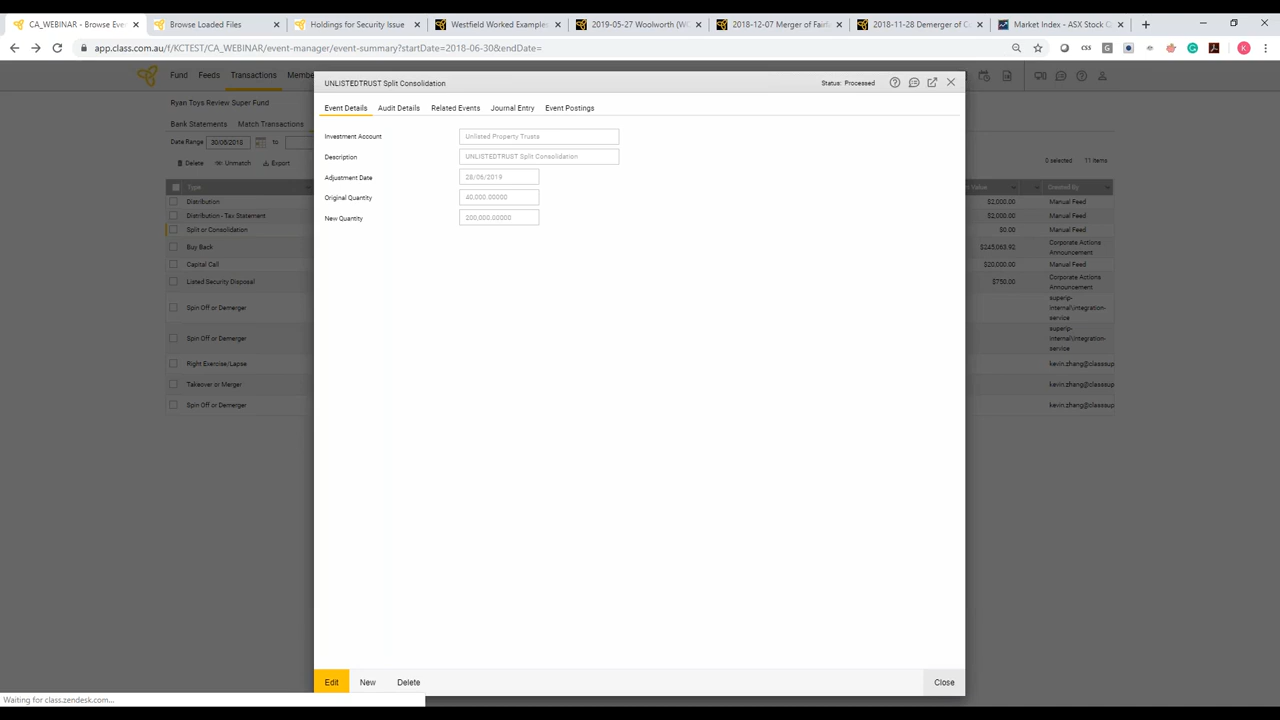 CA_WEBINAR - Browse Eve
Browse Loaded Files
Holdings for Security Issue
Westfield Worked Examples
2019-05-27 Woolworth (WO
2018-12-07 Merger of Fairf
2018-11-28 Demerger of C
Market Index - ASX Stock C
app.class.com.au/f/KCTEST/CA_WEBINAR/event-manager/event-summary?startDate=2018-06-30&endDate=
Fund Feeds Transactions Membe
Ryan Toys Review Super Fund
Bank Statements Match Transactions
Date Range 30/06/2018 to
Delete Unmatch Export
0 selected 11 items
Type
nt Value Created By
Distribution $2,000.00 Manual Feed
Distribution - Tax Statement $2,000.00 Manual Feed
Split or Consolidation $0.00 Manual Feed
Buy Back $245,063.92 Corporate Actions
Announcement
Capital Call $20,000.00 Manual Feed
Listed Security Disposal $750.00 Corporate Actions
Announcement
Spin Off or Demerger superip-
internal\integration-
service
Spin Off or Demerger superip-
internal\integration-
service
Right Exercise/Lapse kevin.zhang@classsup
Takeover or Merger kevin.zhang@classsup
Spin Off or Demerger kevin.zhang@classsup
UNLISTEDTRUST Split Consolidation
Status: Processed
Event Details Audit Details Related Events Journal Entry Event Postings
Investment Account Unlisted Property Trusts
Description UNLISTEDTRUST Split Consolidation
Adjustment Date 28/06/2019
Original Quantity 40,000.00000
New Quantity 200,000.00000
Edit New Delete Close
Waiting for class.zendesk.com...